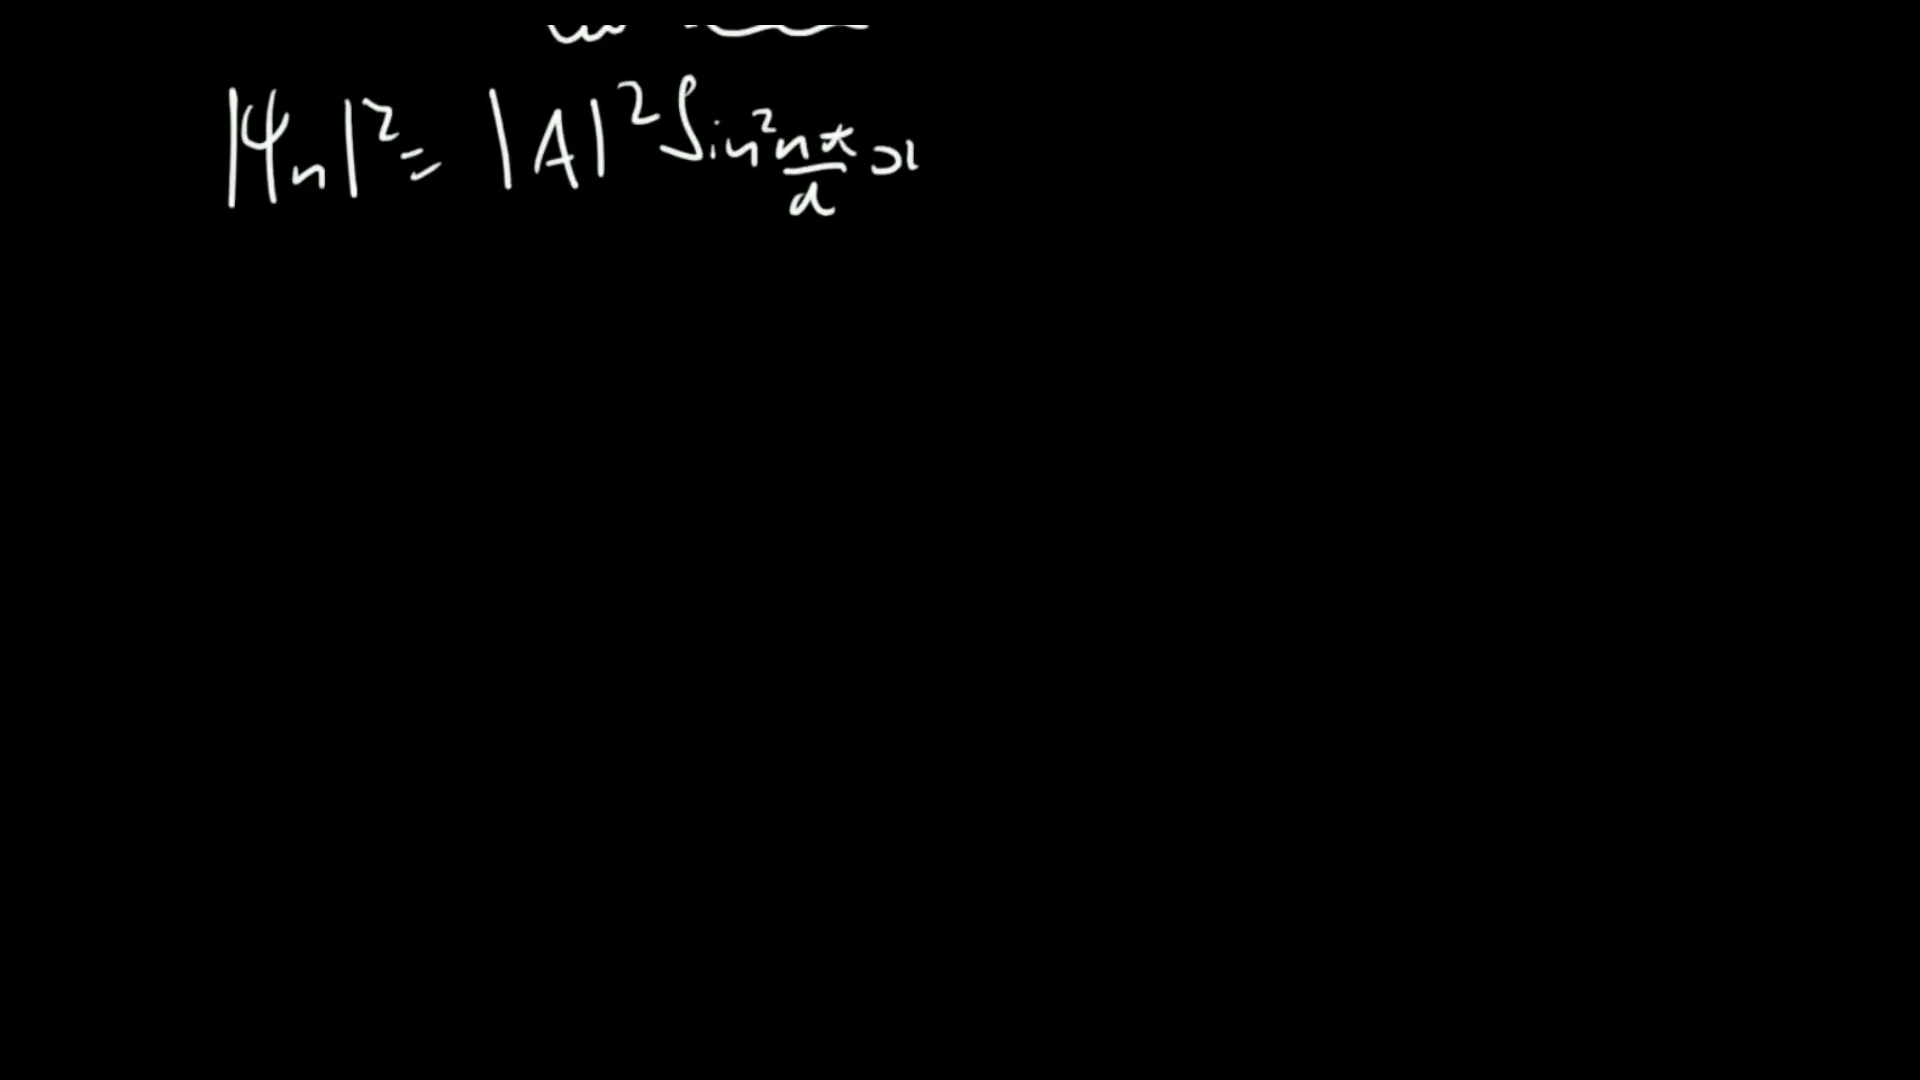 |ψₙ|² = |A|² Sin² nπ/a x